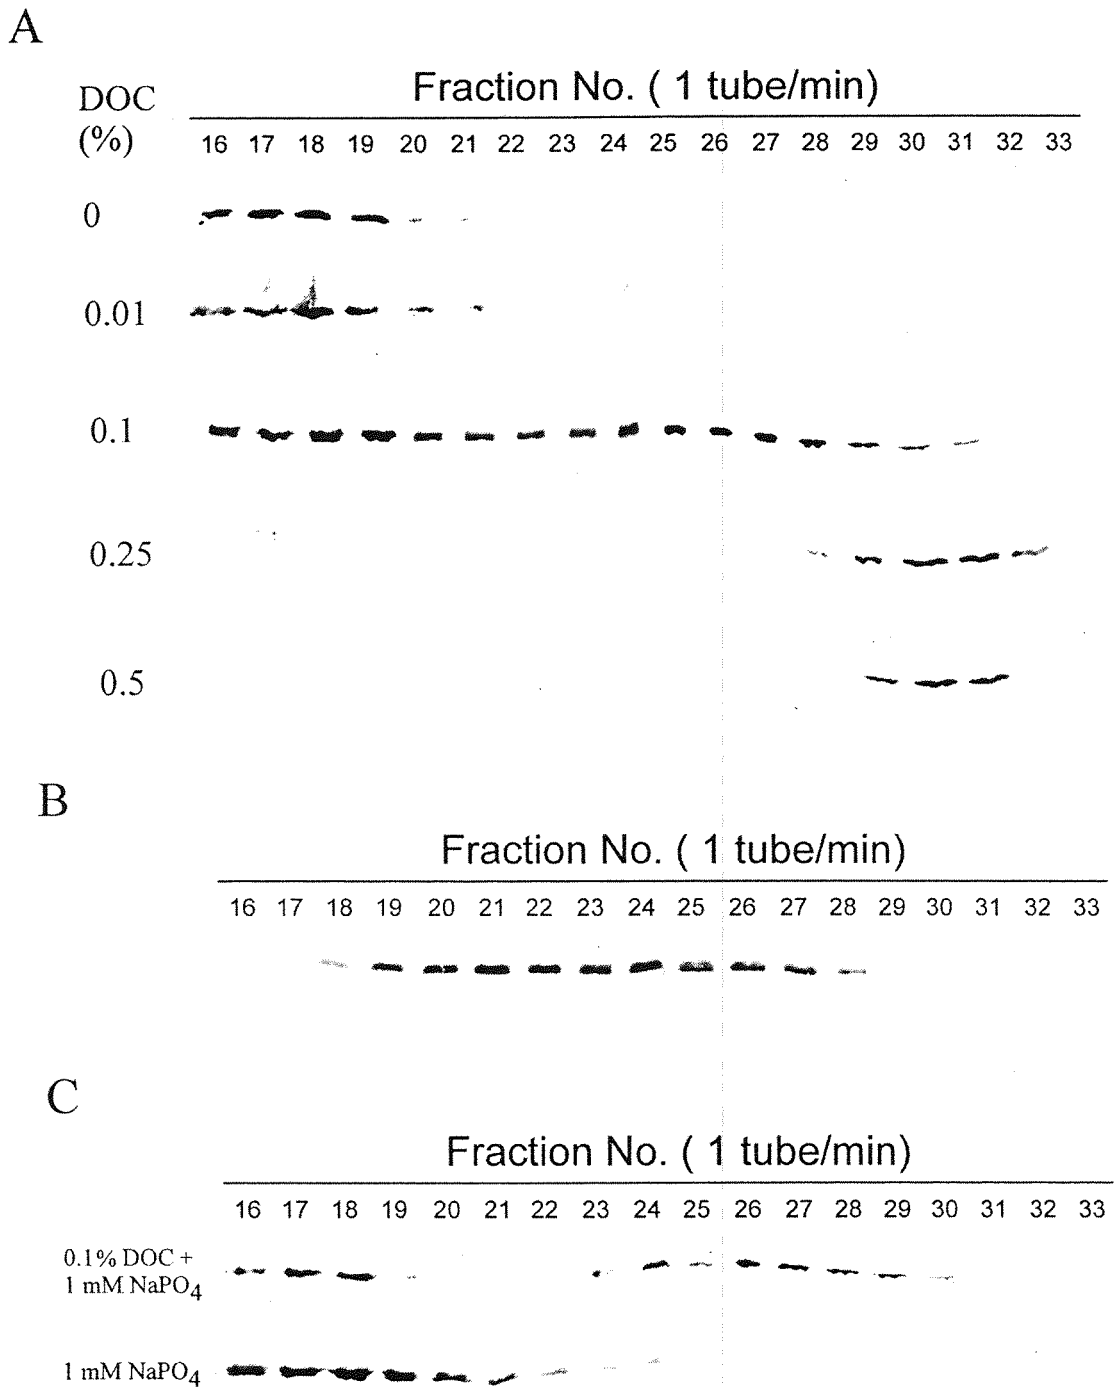 A
Fraction No. ( 1 tube/min)
DOC
(%)
16 17 18 19 20 21 22 23 24 25 26 27 28 29 30 31 32 33
0
0.01
0.1
0.25
0.5
B
Fraction No. ( 1 tube/min)
16 17 18 19 20 21 22 23 24 25 26 27 28 29 30 31 32 33
C
Fraction No. ( 1 tube/min)
16 17 18 19 20 21 22 23 24 25 26 27 28 29 30 31 32 33
0.1% DOC +
1 mM NaPO4
1 mM NaPO4